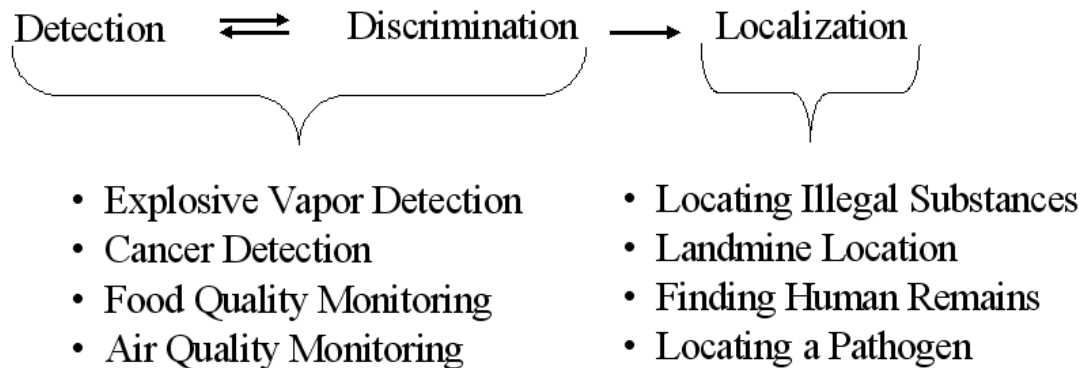 Detection Discrimination Localization
• Explosive Vapor Detection
• Cancer Detection
• Food Quality Monitoring
• Air Quality Monitoring
• Locating Illegal Substances
• Landmine Location
• Finding Human Remains
• Locating a Pathogen